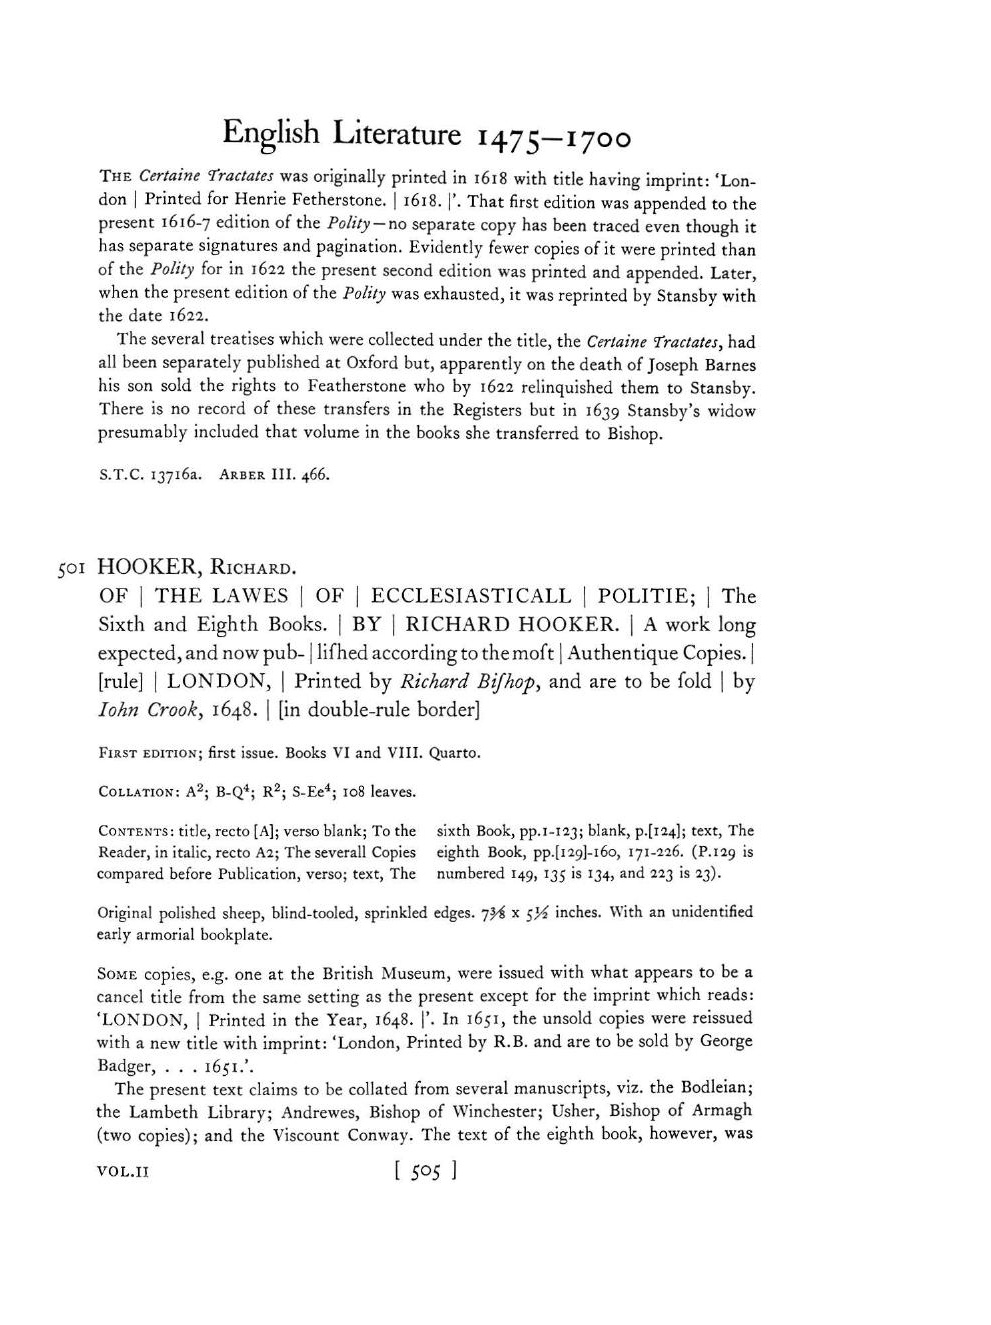 English Literature 1475—1700
THE Certaine Tractates was originally printed in 1618 with title having imprint: ‘Lon-
don | Printed for Henrie Fetherstone. | 1618. |’. That first edition was appended to the
present 1616-7 edition of the Polity—no separate copy has been traced even though it
has separate signatures and pagination. Evidently fewer copies of it were printed than
of the Polity for in 1622 the present second edition was printed and appended. Later,
when the present edition of the Polity was exhausted, it was reprinted by Stansby with
the date 1622.
The several treatises which were collected under the title, the Certaine Tractates, had
all been separately published at Oxford but, apparently on the death of Joseph Barnes
his son sold the rights to Featherstone who by 1622 relinquished them to Stansby.
There is no record of these transfers in the Registers but in 1639 Stansby's widow
presumably included that volume in the books she transferred to Bishop.
S.T.C. 13716a. ARBER III. 466.
501 HOOKER, RICHARD.
OF | THE LAWES | OF | ECCLESIASTICALL | POLITIE; | The
Sixth and Eighth Books. | BY | RICHARD HOOKER. | A work long
expected, and now pub- | liſhed according to the moſt | Authentique Copies. |
[rule] | LONDON, | Printed by Richard Biſhop, and are to be ſold | by
Iohn Crook, 1648. | [in double-rule border]
FIRST EDITION; first issue. Books VI and VIII. Quarto.
COLLATION: A²; B-Q⁴; R²; S-Ee⁴; 108 leaves.
CONTENTS: title, recto [A]; verso blank; To the
Reader, in italic, recto A2; The severall Copies
compared before Publication, verso; text, The
sixth Book, pp.1-123; blank, p.[124]; text, The
eighth Book, pp.[129]-160, 171-226. (P.129 is
numbered 149, 135 is 134, and 223 is 23).
Original polished sheep, blind-tooled, sprinkled edges. 7⅜ x 5½ inches. With an unidentified
early armorial bookplate.
SOME copies, e.g. one at the British Museum, were issued with what appears to be a
cancel title from the same setting as the present except for the imprint which reads:
‘LONDON, | Printed in the Year, 1648. |’. In 1651, the unsold copies were reissued
with a new title with imprint: ‘London, Printed by R.B. and are to be sold by George
Badger, . . . 1651.’.
The present text claims to be collated from several manuscripts, viz. the Bodleian;
the Lambeth Library; Andrewes, Bishop of Winchester; Usher, Bishop of Armagh
(two copies); and the Viscount Conway. The text of the eighth book, however, was
VOL.II [ 505 ]